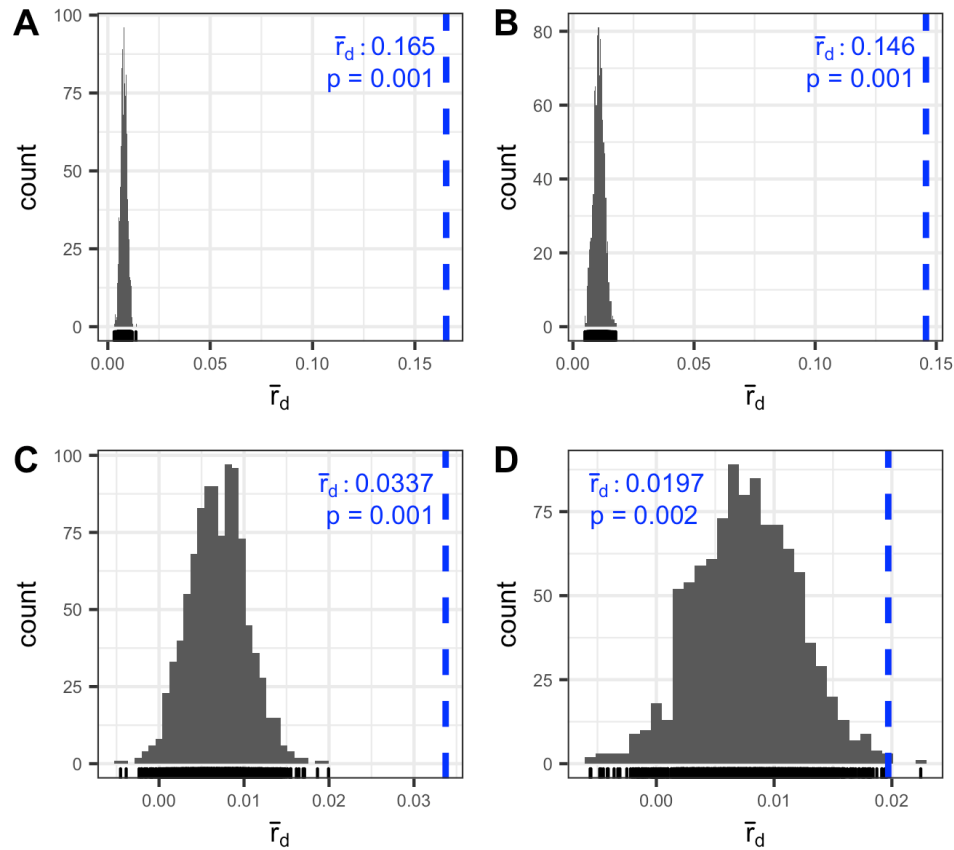 A
r̄d : 0.165
p = 0.001
100
75
50
25
0
count
0.00 0.05 0.10 0.15
r̄d
B
r̄d : 0.146
p = 0.001
80
60
40
20
0
count
0.00 0.05 0.10 0.15
r̄d
C
r̄d : 0.0337
p = 0.001
100
75
50
25
0
count
0.00 0.01 0.02 0.03
r̄d
D
r̄d : 0.0197
p = 0.002
75
50
25
0
count
0.00 0.01 0.02
r̄d